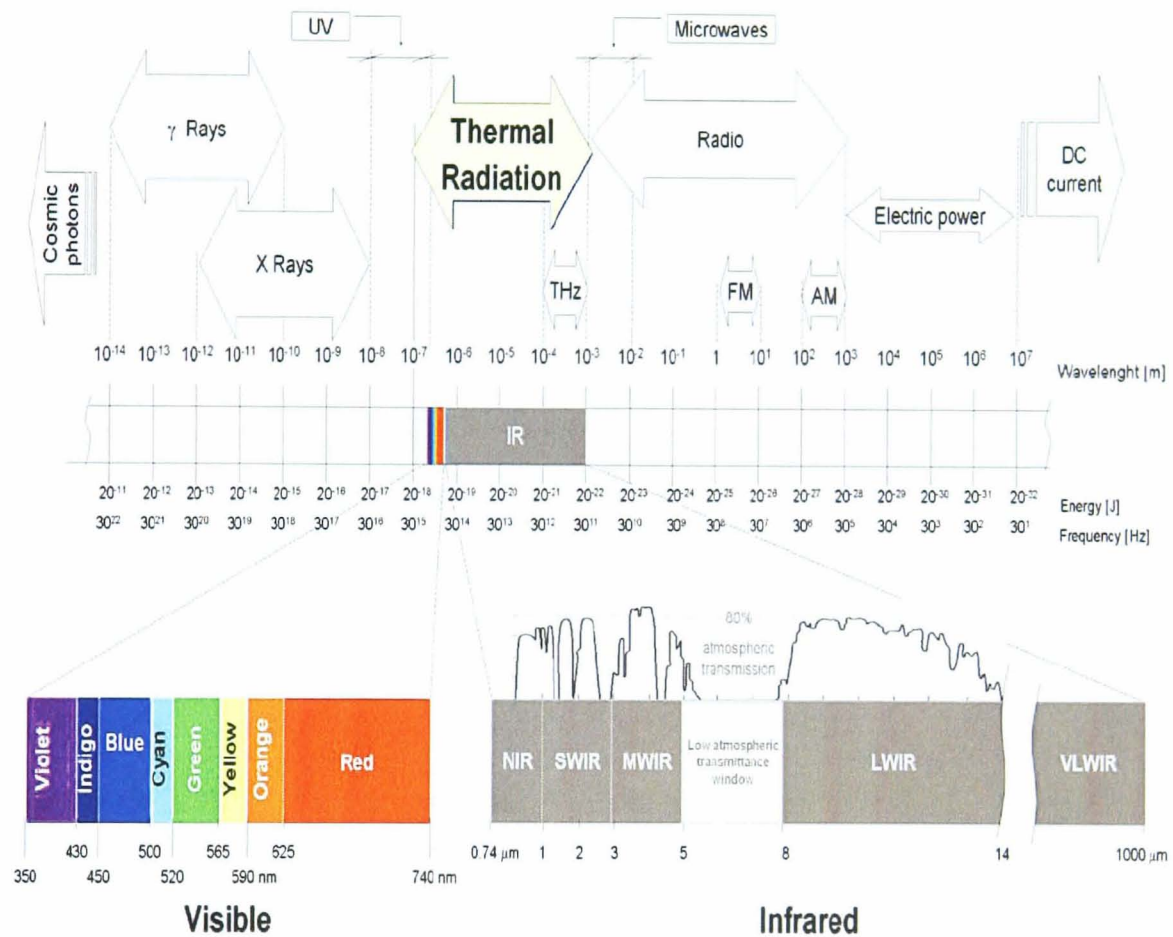 UV
Microwaves
γ Rays
Thermal
Radiation
Radio
DC
current
Cosmic
photons
X Rays
Electric power
THz
FM
AM
10⁻¹⁴ 10⁻¹³ 10⁻¹² 10⁻¹¹ 10⁻¹⁰ 10⁻⁹ 10⁻⁸ 10⁻⁷ 10⁻⁶ 10⁻⁵ 10⁻⁴ 10⁻³ 10⁻² 10⁻¹ 1 10¹ 10² 10³ 10⁴ 10⁵ 10⁶ 10⁷
Wavelenght [m]
IR
20⁻¹¹ 20⁻¹² 20⁻¹³ 20⁻¹⁴ 20⁻¹⁵ 20⁻¹⁶ 20⁻¹⁷ 20⁻¹⁸ 20⁻¹⁹ 20⁻²⁰ 20⁻²¹ 20⁻²² 20⁻²³ 20⁻²⁴ 20⁻²⁵ 20⁻²⁶ 20⁻²⁷ 20⁻²⁸ 20⁻²⁹ 20⁻³⁰ 20⁻³¹ 20⁻³² Energy [J]
30²² 30²¹ 30²⁰ 30¹⁹ 30¹⁸ 30¹⁷ 30¹⁶ 30¹⁵ 30¹⁴ 30¹³ 30¹² 30¹¹ 30¹⁰ 30⁹ 30⁸ 30⁷ 30⁶ 30⁵ 30⁴ 30³ 30² 30¹ Frequency [Hz]
80%
atmospheric
transmission
Violet
Indigo
Blue
Cyan
Green
Yellow
Orange
Red
NIR
SWIR
MWIR
Low atmospheric
transmittance
window
LWIR
VLWIR
430 500 565 625
350 450 520 590 nm 740 nm
0.74 μm 1 2 3 5 8 14 1000 μm
Visible
Infrared